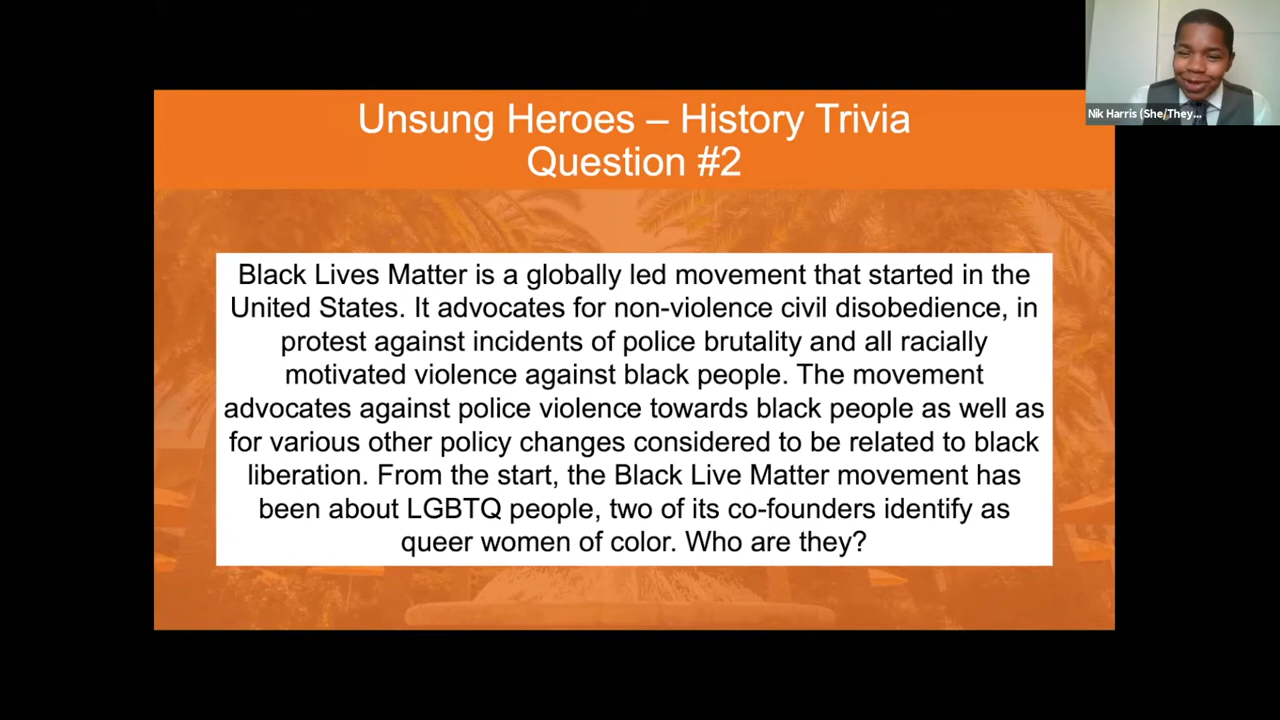 Unsung Heroes – History Trivia
Question #2
Nik Harris (She/They...
Black Lives Matter is a globally led movement that started in the
United States. It advocates for non-violence civil disobedience, in
protest against incidents of police brutality and all racially
motivated violence against black people. The movement
advocates against police violence towards black people as well as
for various other policy changes considered to be related to black
liberation. From the start, the Black Live Matter movement has
been about LGBTQ people, two of its co-founders identify as
queer women of color. Who are they?